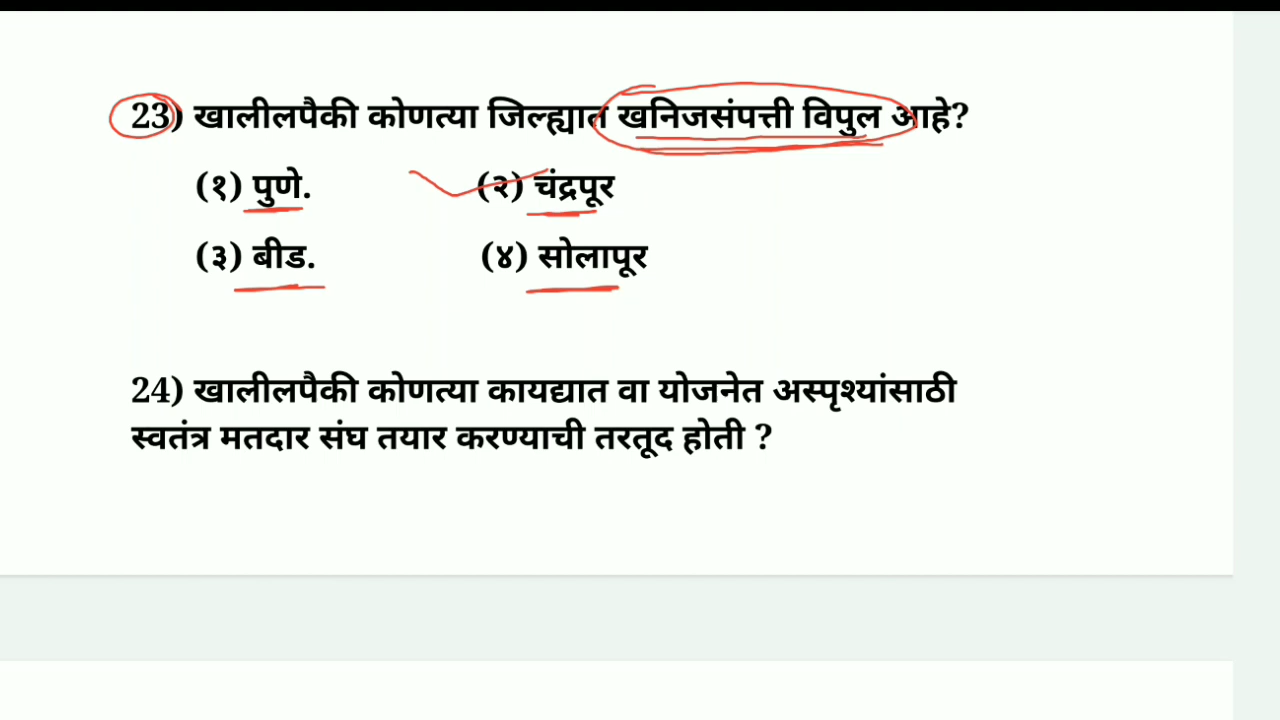 23) खालीलपैकी कोणत्या जिल्ह्यात खनिजसंपत्ती विपुल आहे?
(१) पुणे. (२) चंद्रपूर
(३) बीड. (४) सोलापूर
24) खालीलपैकी कोणत्या कायद्यात वा योजनेत अस्पृश्यांसाठी
स्वतंत्र मतदार संघ तयार करण्याची तरतूद होती ?